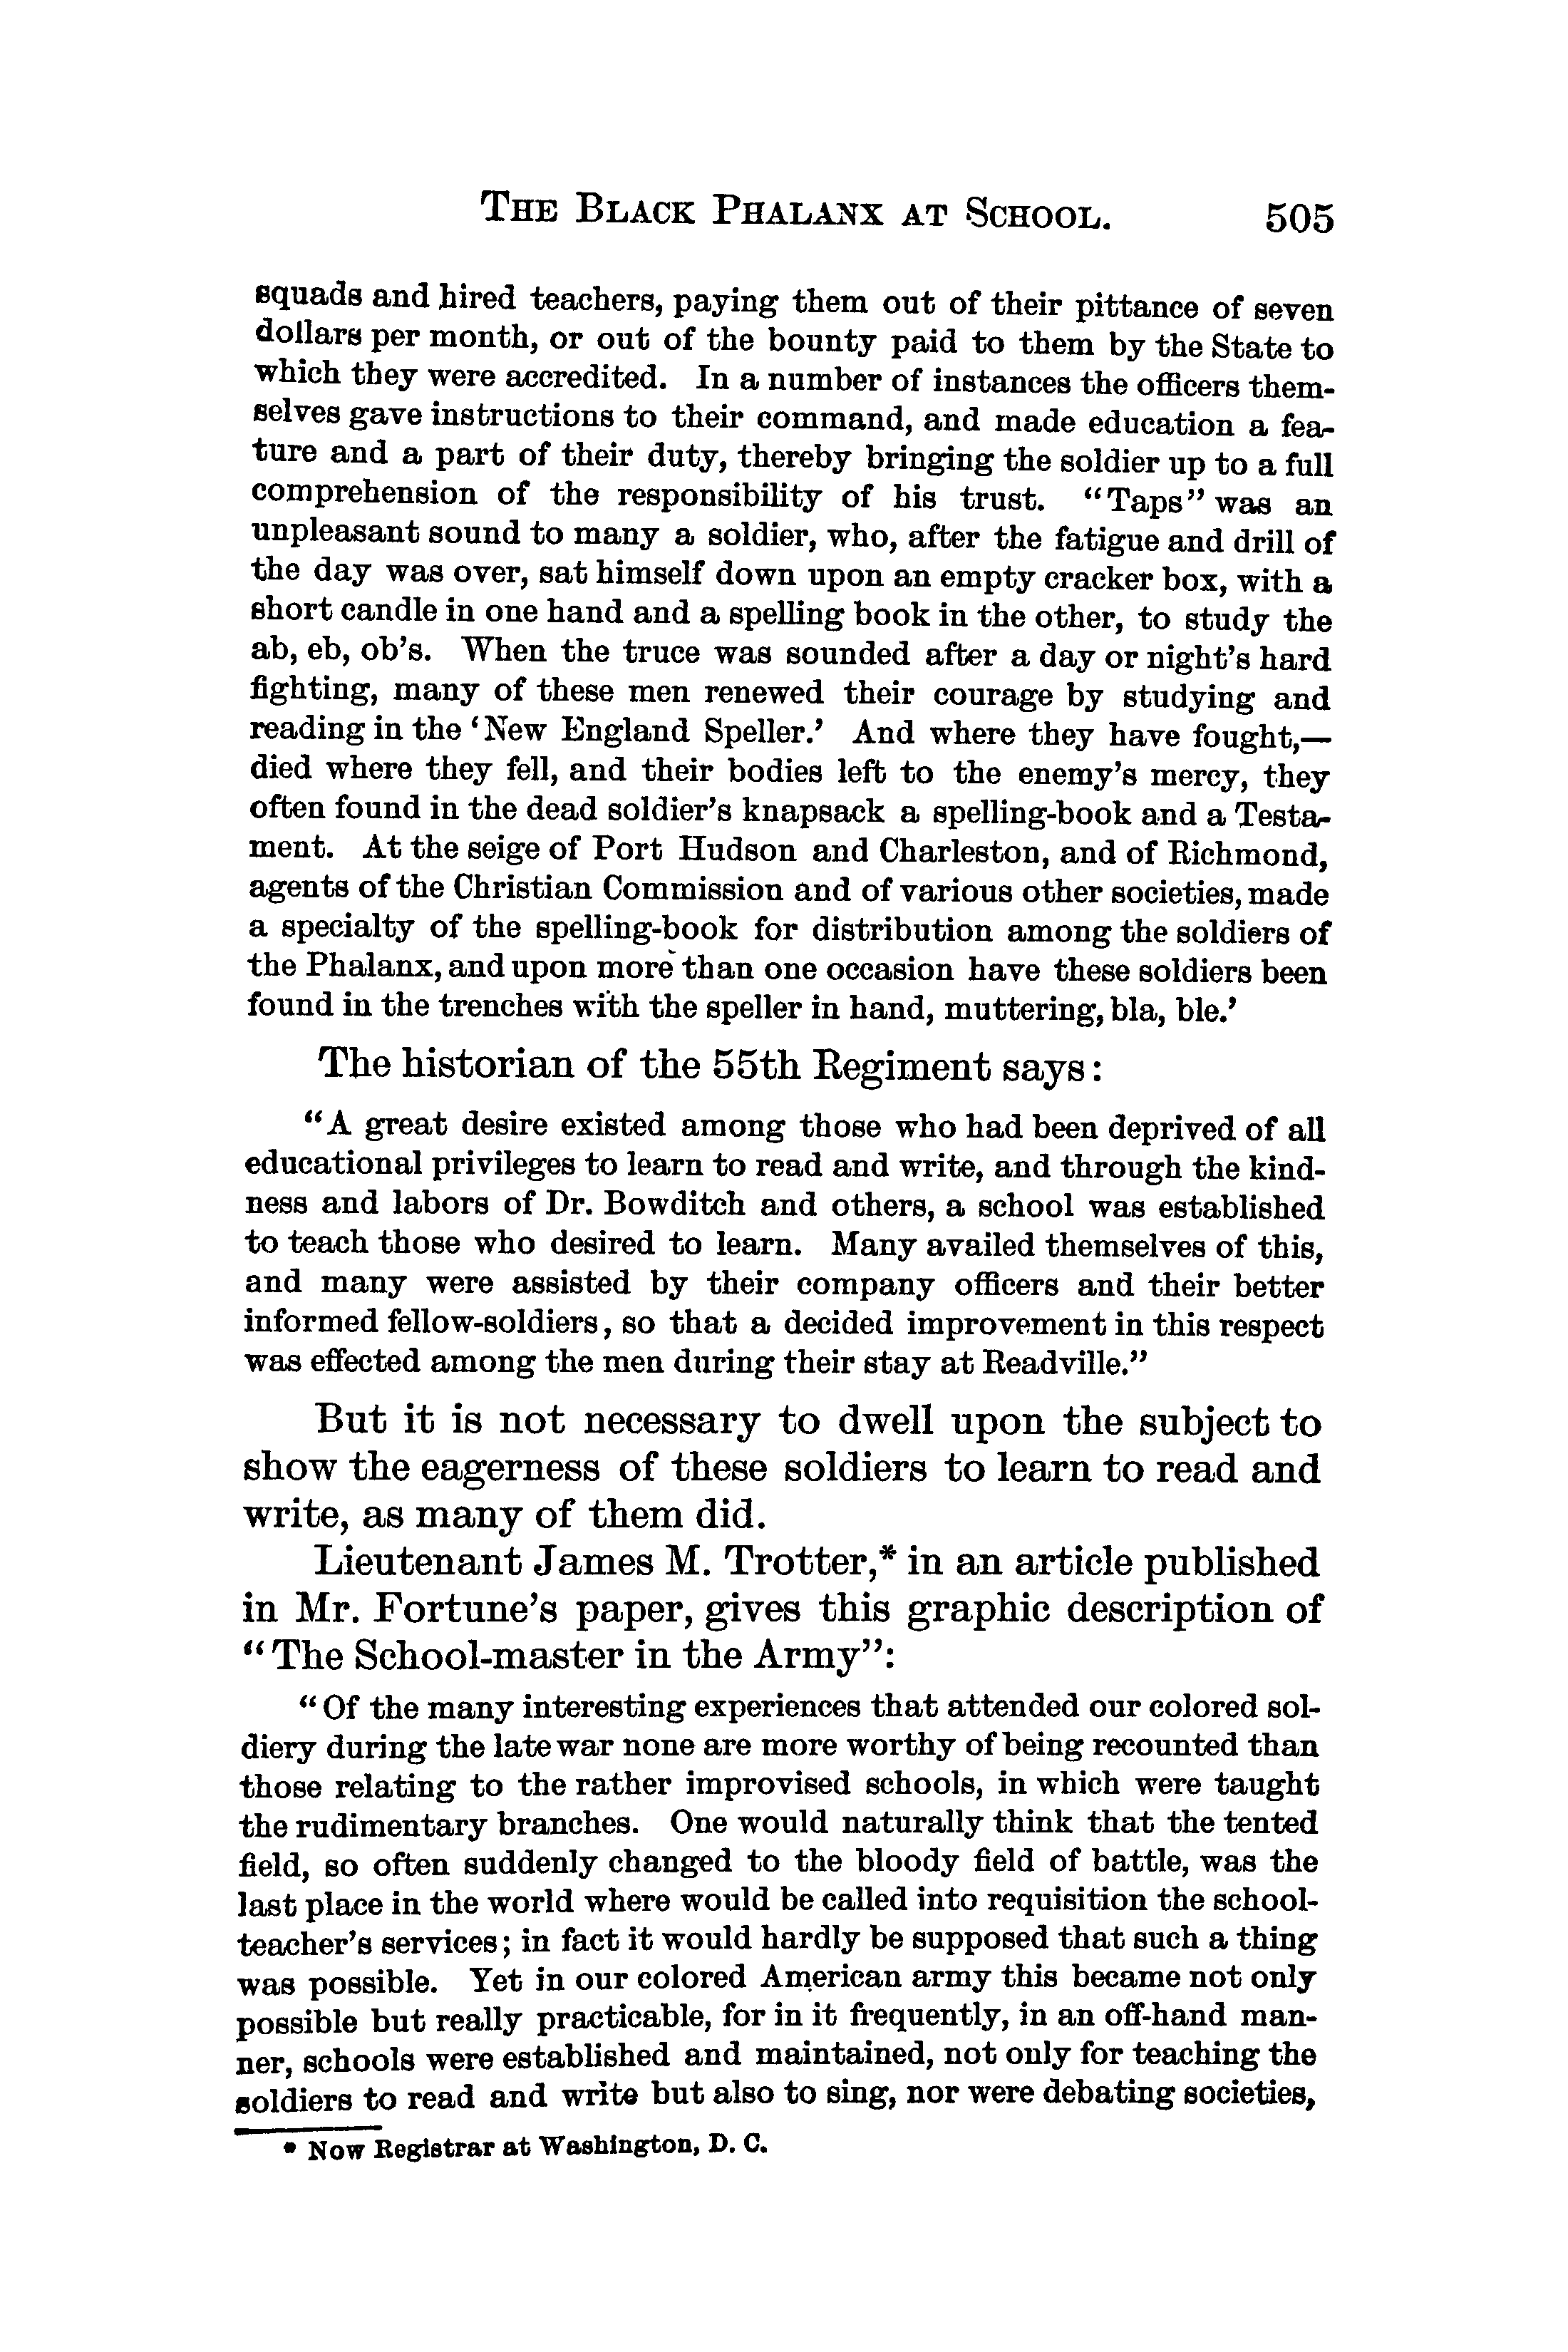 THE BLACK PHALANX AT SCHOOL. 505
squads and hired teachers, paying them out of their pittance of seven
dollars per month, or out of the bounty paid to them by the State to
which they were accredited. In a number of instances the officers them-
selves gave instructions to their command, and made education a fea-
ture and a part of their duty, thereby bringing the soldier up to a full
comprehension of the responsibility of his trust. “Taps” was an
unpleasant sound to many a soldier, who, after the fatigue and drill of
the day was over, sat himself down upon an empty cracker box, with a
short candle in one hand and a spelling book in the other, to study the
ab, eb, ob’s. When the truce was sounded after a day or night’s hard
fighting, many of these men renewed their courage by studying and
reading in the ‘New England Speller.’ And where they have fought,—
died where they fell, and their bodies left to the enemy’s mercy, they
often found in the dead soldier’s knapsack a spelling-book and a Testa-
ment. At the seige of Port Hudson and Charleston, and of Richmond,
agents of the Christian Commission and of various other societies, made
a specialty of the spelling-book for distribution among the soldiers of
the Phalanx, and upon more than one occasion have these soldiers been
found in the trenches with the speller in hand, muttering, bla, ble.’
The historian of the 55th Regiment says:
“A great desire existed among those who had been deprived of all
educational privileges to learn to read and write, and through the kind-
ness and labors of Dr. Bowditch and others, a school was established
to teach those who desired to learn. Many availed themselves of this,
and many were assisted by their company officers and their better
informed fellow-soldiers, so that a decided improvement in this respect
was effected among the men during their stay at Readville.”
But it is not necessary to dwell upon the subject to
show the eagerness of these soldiers to learn to read and
write, as many of them did.
Lieutenant James M. Trotter,* in an article published
in Mr. Fortune’s paper, gives this graphic description of
“The School-master in the Army”:
“Of the many interesting experiences that attended our colored sol-
diery during the late war none are more worthy of being recounted than
those relating to the rather improvised schools, in which were taught
the rudimentary branches. One would naturally think that the tented
field, so often suddenly changed to the bloody field of battle, was the
last place in the world where would be called into requisition the school-
teacher’s services; in fact it would hardly be supposed that such a thing
was possible. Yet in our colored American army this became not only
possible but really practicable, for in it frequently, in an off-hand man-
ner, schools were established and maintained, not only for teaching the
soldiers to read and write but also to sing, nor were debating societies,
* Now Registrar at Washington, D. C.